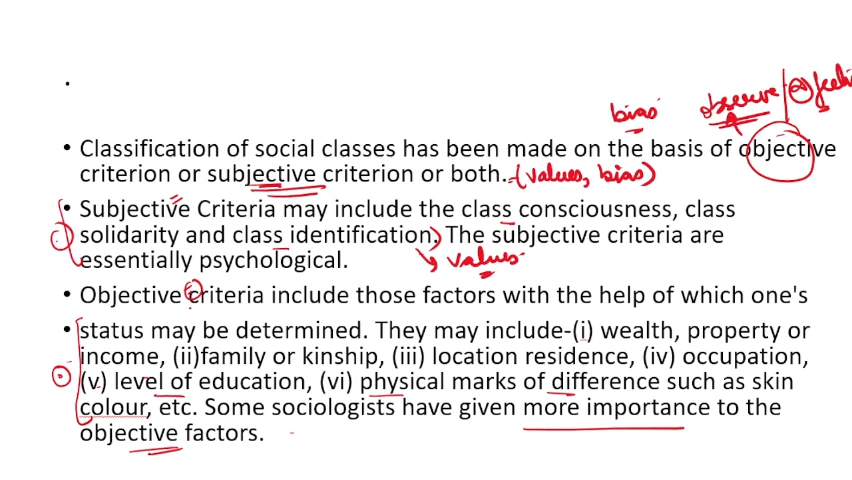 bias observe
• Classification of social classes has been made on the basis of objective
criterion or subjective criterion or both. - (values, bias)
• Subjective Criteria may include the class consciousness, class
solidarity and class identification. The subjective criteria are
essentially psychological. values
• Objective criteria include those factors with the help of which one's
• status may be determined. They may include-(i) wealth, property or
income, (ii)family or kinship, (iii) location residence, (iv) occupation,
(v) level of education, (vi) physical marks of difference such as skin
colour, etc. Some sociologists have given more importance to the
objective factors.